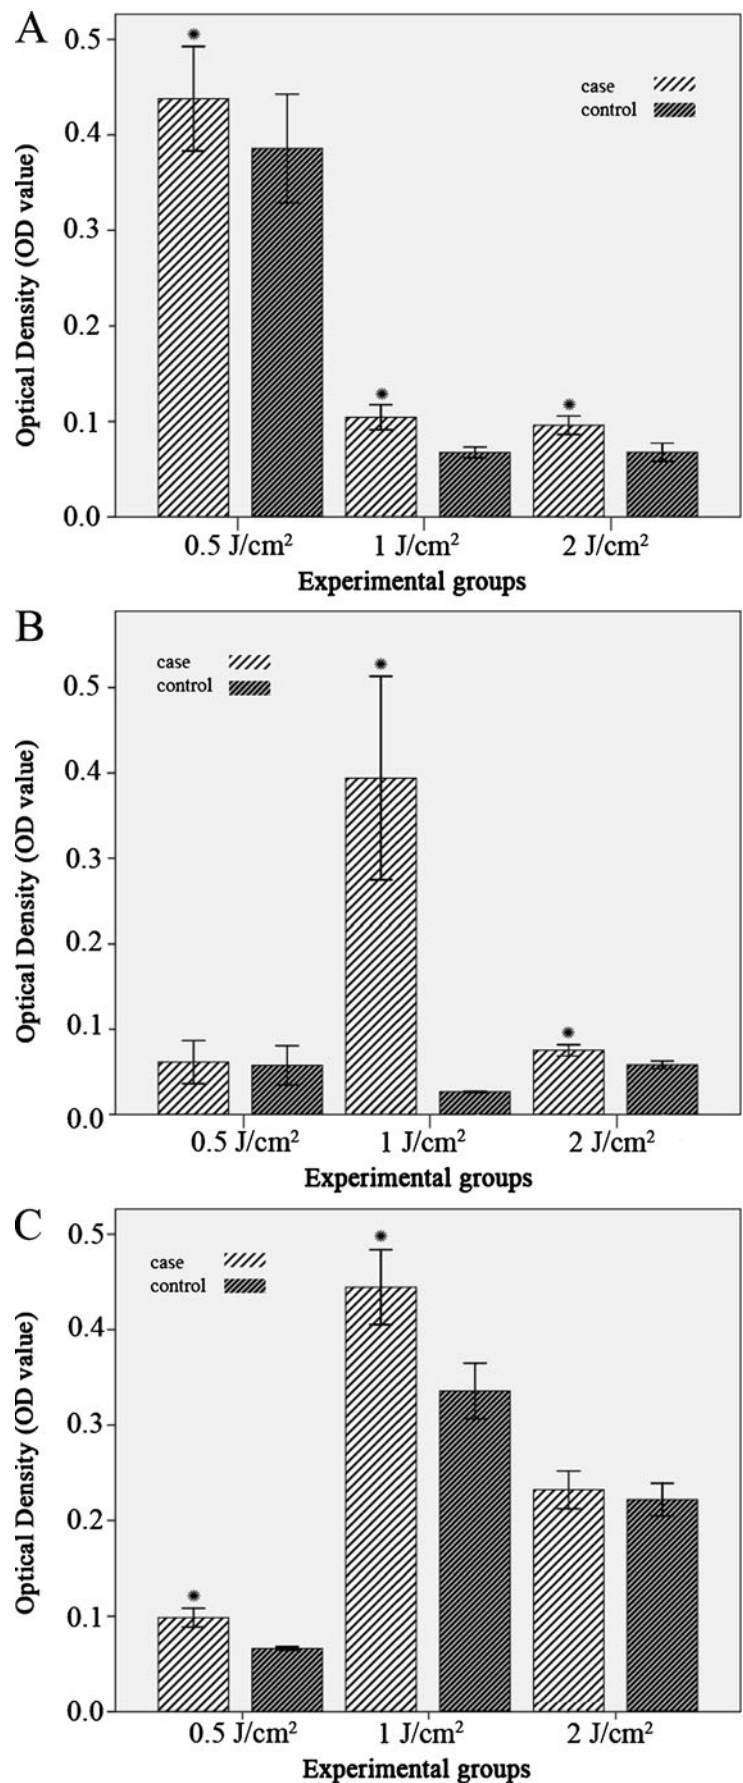 A
0.5
case
0.4
control
Optical Density (OD value)
0.3
0.2
0.1
0.0
0.5 J/cm² 1 J/cm² 2 J/cm²
Experimental groups
B
case
control
0.5
0.4
Optical Density (OD value)
0.3
0.2
0.1
0.0
0.5 J/cm² 1 J/cm² 2 J/cm²
Experimental groups
C
0.5
case
control
0.4
Optical Density (OD value)
0.3
0.2
0.1
0.0
0.5 J/cm² 1 J/cm² 2 J/cm²
Experimental groups